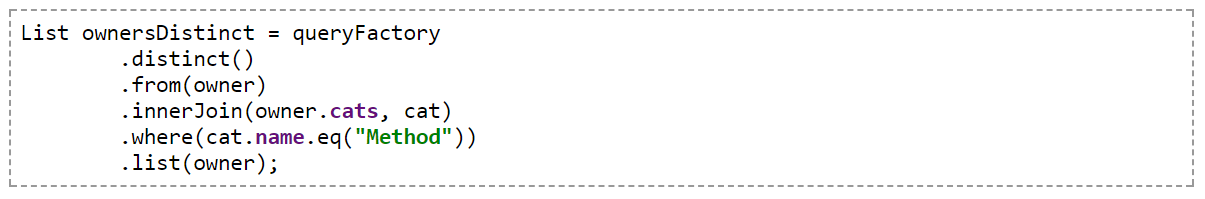 List ownersDistinct = queryFactory
        .distinct()
        .from(owner)
        .innerJoin(owner.cats, cat)
        .where(cat.name.eq("Method"))
        .list(owner);